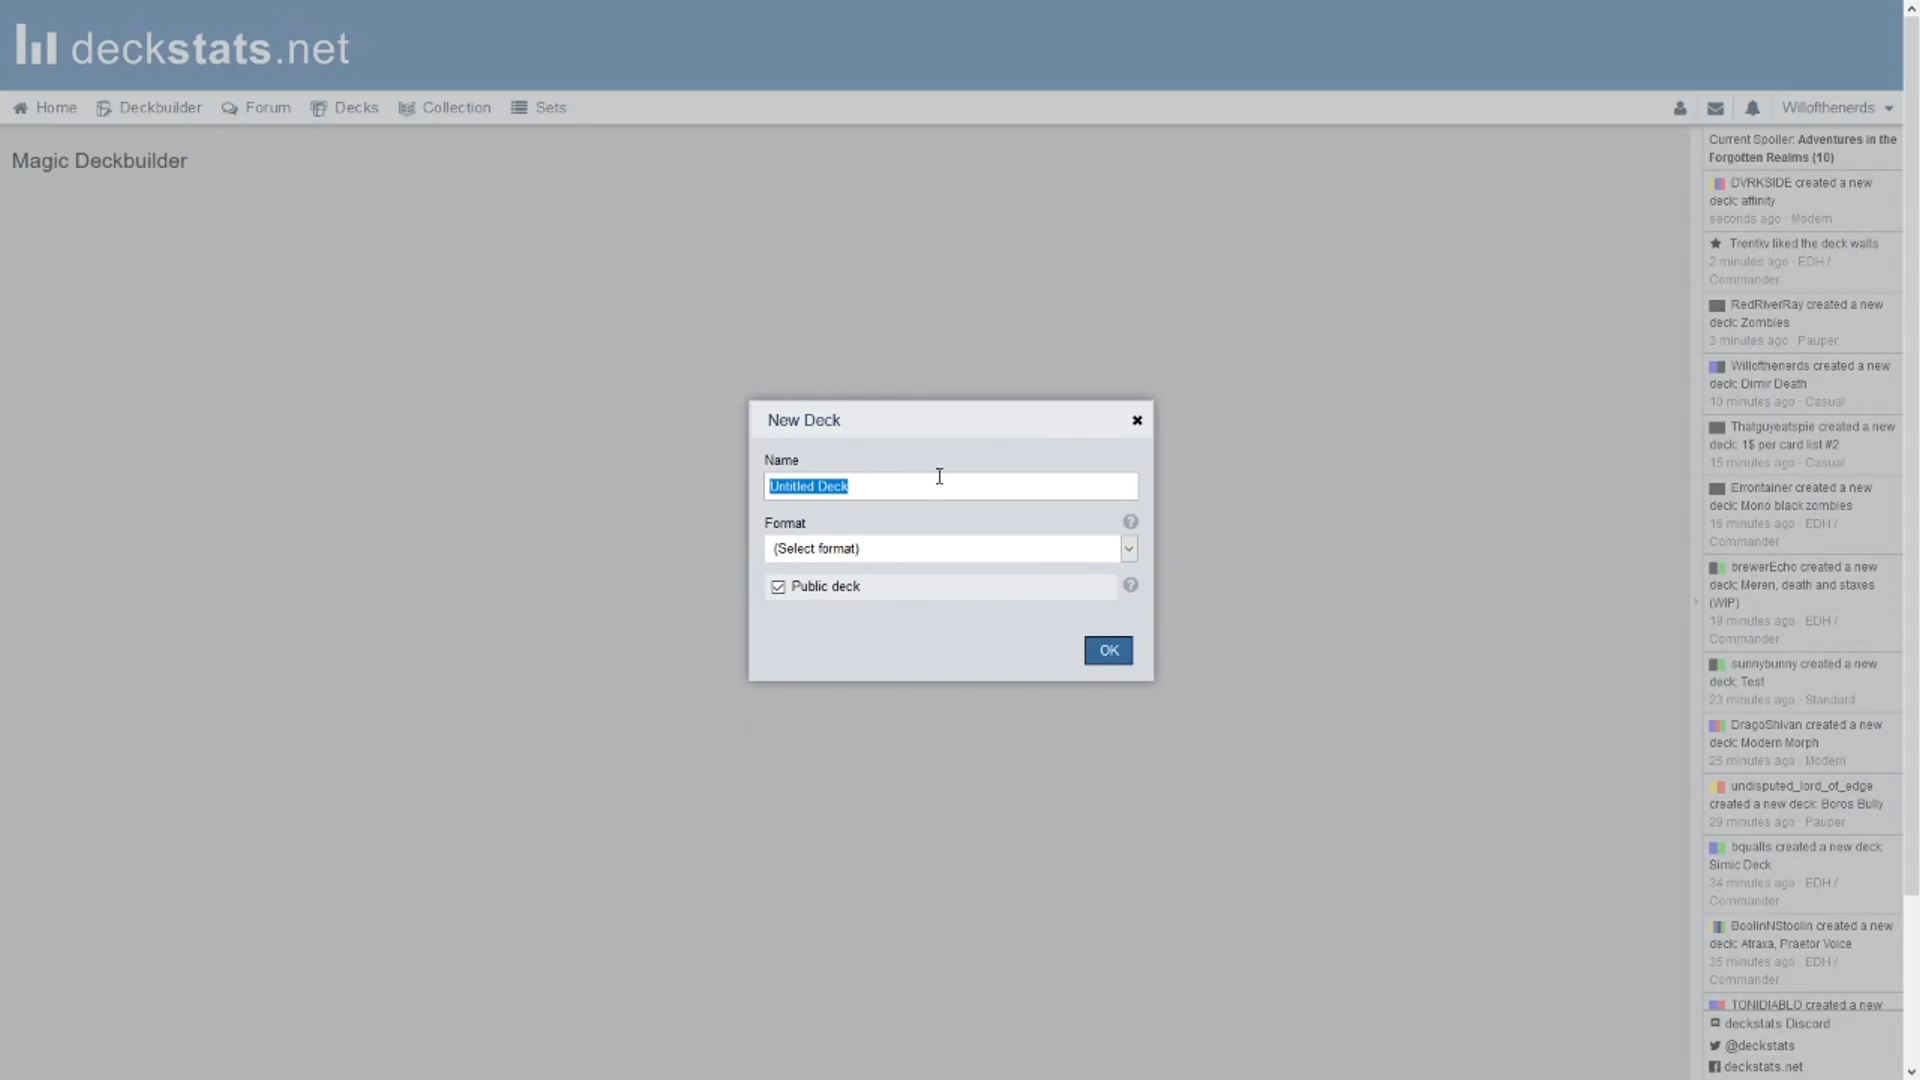 deckstats.net
Home Deckbuilder Forum Decks Collection Sets Willofthenerds
Magic Deckbuilder
New Deck
Name
Untitled Deck
Format
(Select format)
Public deck
OK
Current Spoiler: Adventures in the
Forgotten Realms (10)
DVRKSIDE created a new
deck: affinity
seconds ago · Modern
Trentkv liked the deck walls
2 minutes ago · EDH /
Commander
RedRiverRay created a new
deck: Zombies
3 minutes ago · Pauper
Willofthenerds created a new
deck: Dimir Death
10 minutes ago · Casual
Thatguyeatspie created a new
deck: 1$ per card list #2
15 minutes ago · Casual
Errontainer created a new
deck: Mono black zombies
16 minutes ago · EDH /
Commander
brewerEcho created a new
deck: Meren, death and staxes
(WIP)
19 minutes ago · EDH /
Commander
sunnybunny created a new
deck: Test
23 minutes ago · Standard
DragoShivan created a new
deck: Modern Morph
25 minutes ago · Modern
undisputed_lord_of_edge
created a new deck: Boros Bully
29 minutes ago · Pauper
bqualls created a new deck:
Simic Deck
34 minutes ago · EDH /
Commander
BoolinNStoolin created a new
deck: Atraxa, Praetor Voice
35 minutes ago · EDH /
Commander
TONIDIABLO created a new
deckstats Discord
@deckstats
deckstats.net